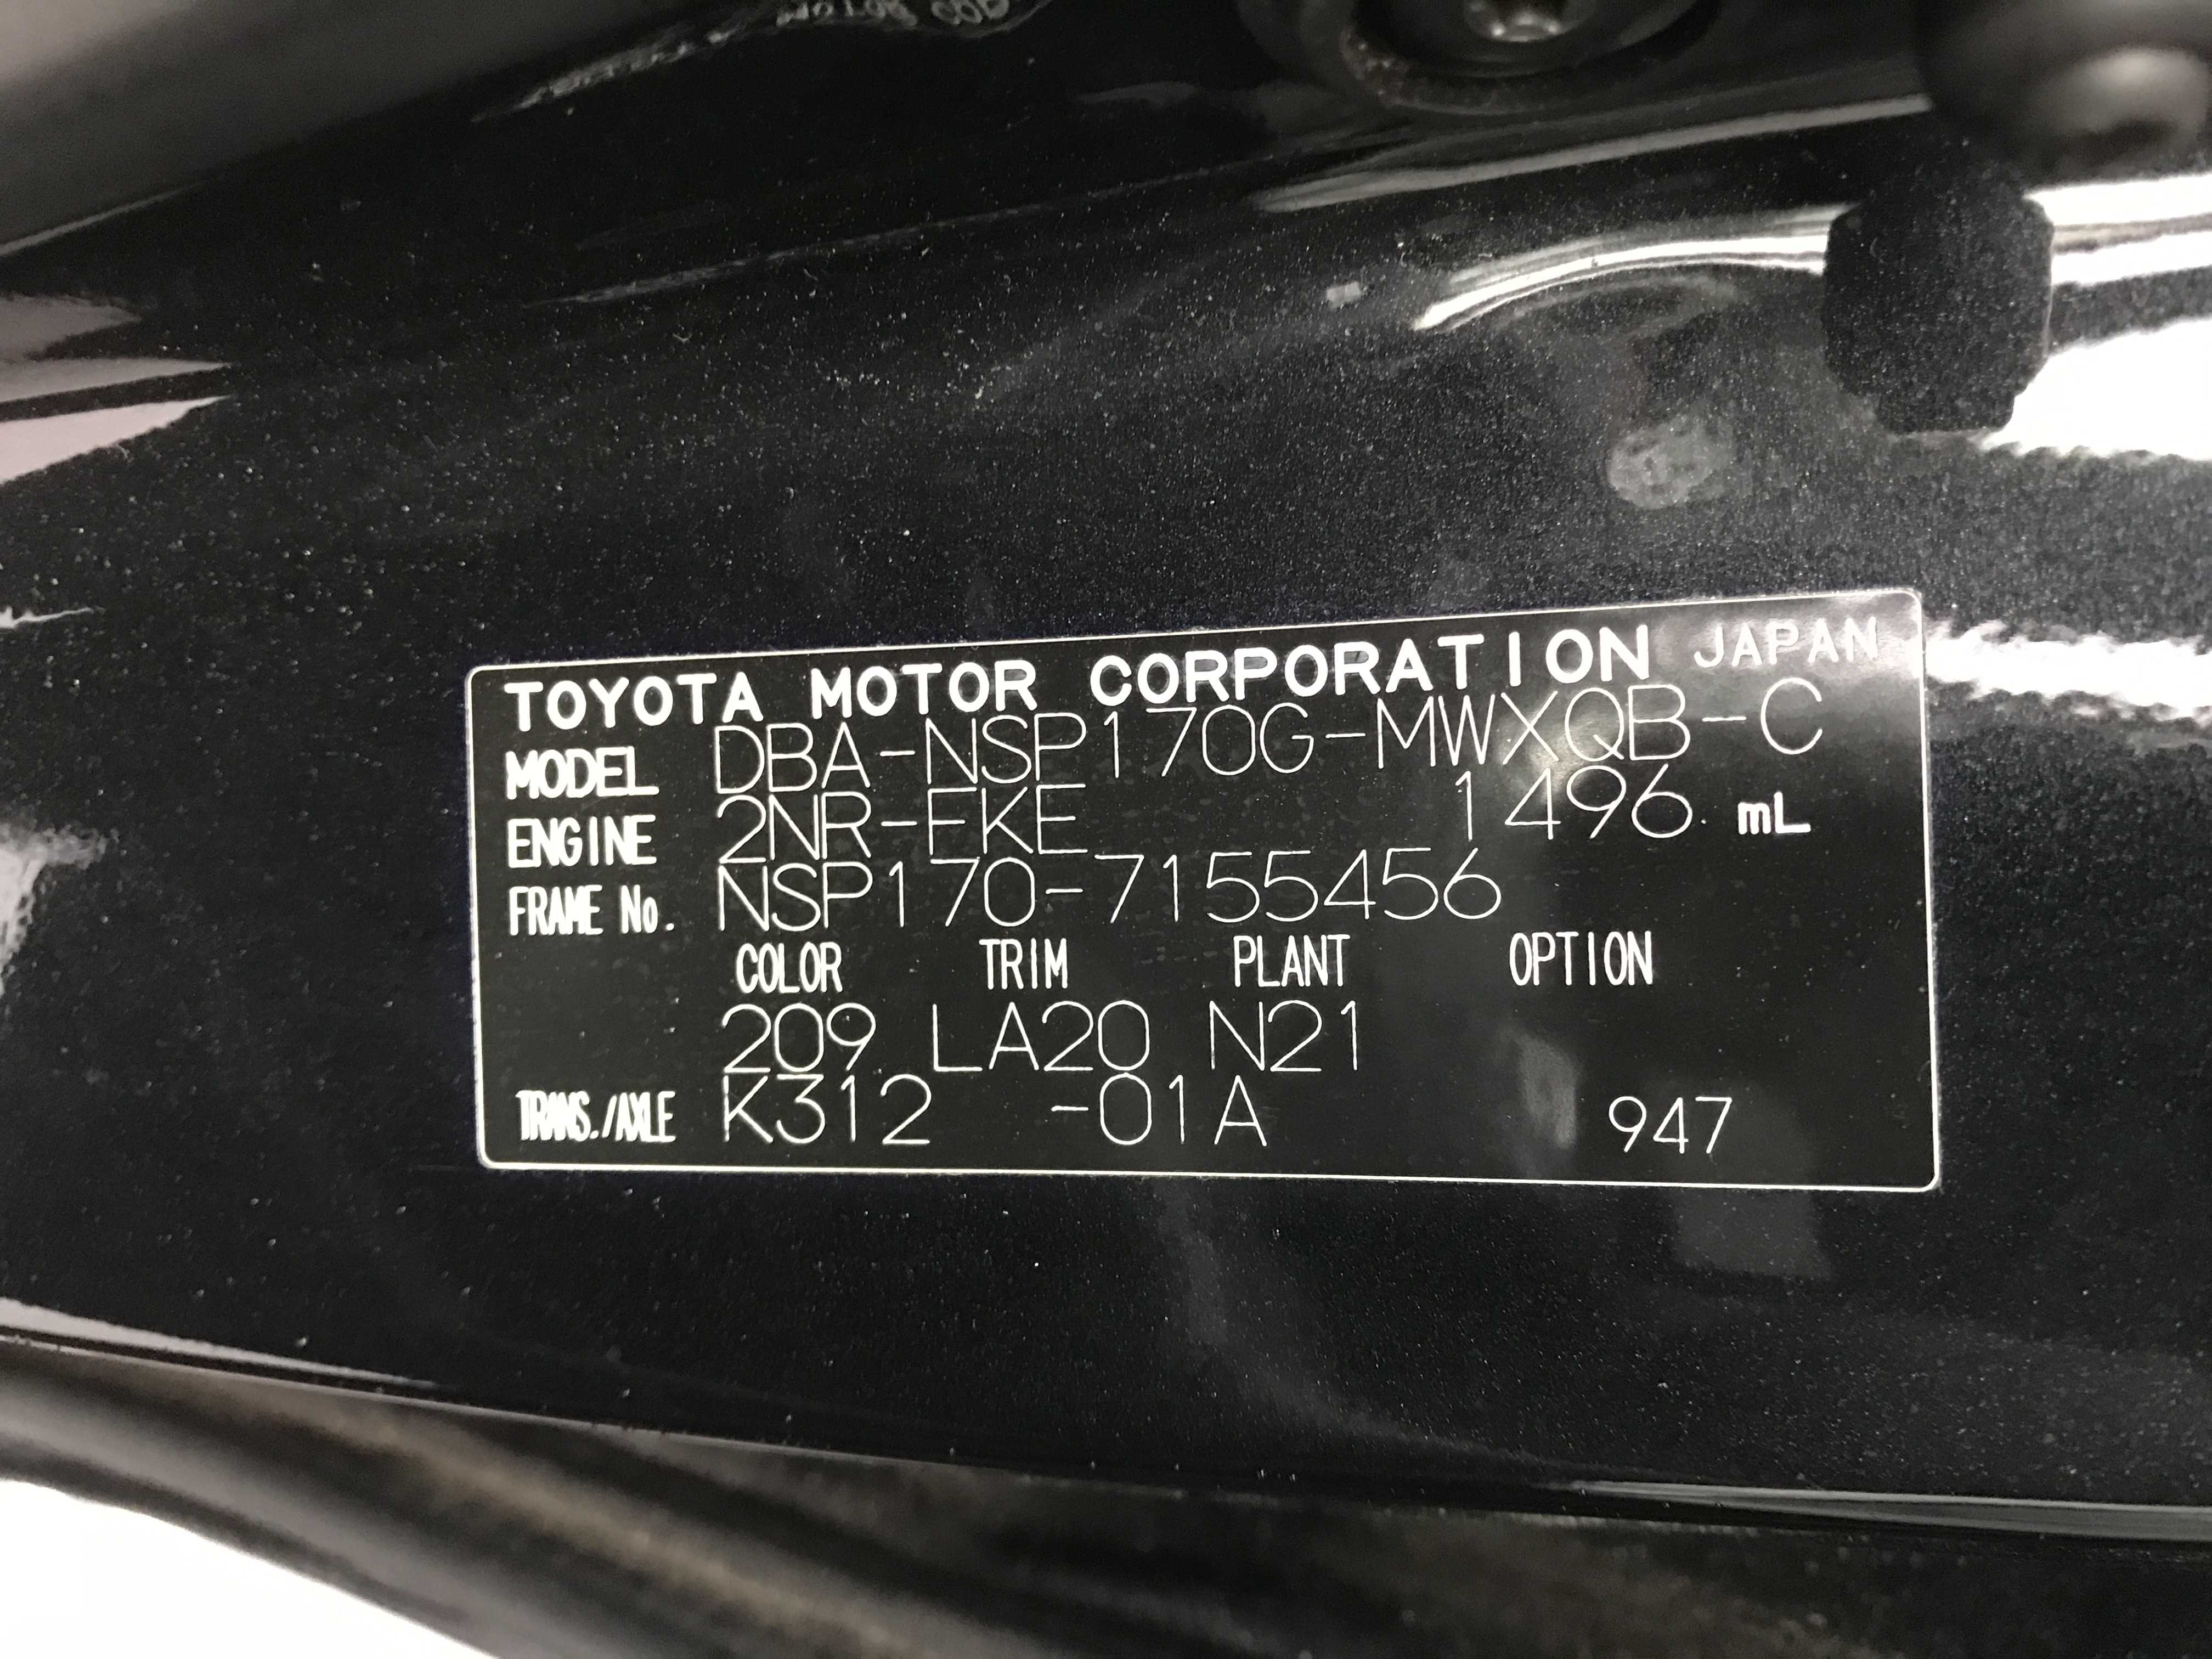 TOYOTA MOTOR CORPORATION JAPAN
MODEL DBA-NSP170G-MWXQB-C
ENGINE 2NR-FKE 1496 mL
FRAME No. NSP170-7155456
COLOR TRIM PLANT OPTION
209 LA20 N21
TRANS./AXLE K312 -01A 947